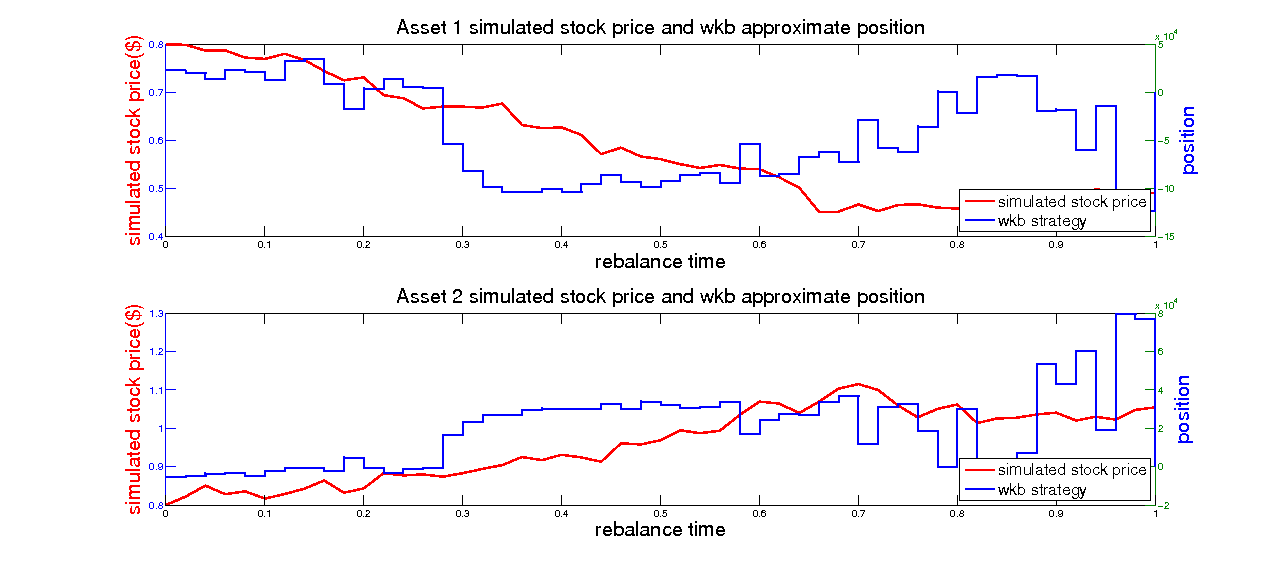 Asset 1 simulated stock price and wkb approximate position
x 10^4
simulated stock price($)
0.8
0.7
0.6
0.5
0.4
5
0
-5
-10
-15
position
simulated stock price
wkb strategy
0 0.1 0.2 0.3 0.4 0.5 0.6 0.7 0.8 0.9 1
rebalance time
Asset 2 simulated stock price and wkb approximate position
x 10^4
simulated stock price($)
1.3
1.2
1.1
1
0.9
0.8
8
6
4
2
0
-2
position
simulated stock price
wkb strategy
0 0.1 0.2 0.3 0.4 0.5 0.6 0.7 0.8 0.9 1
rebalance time